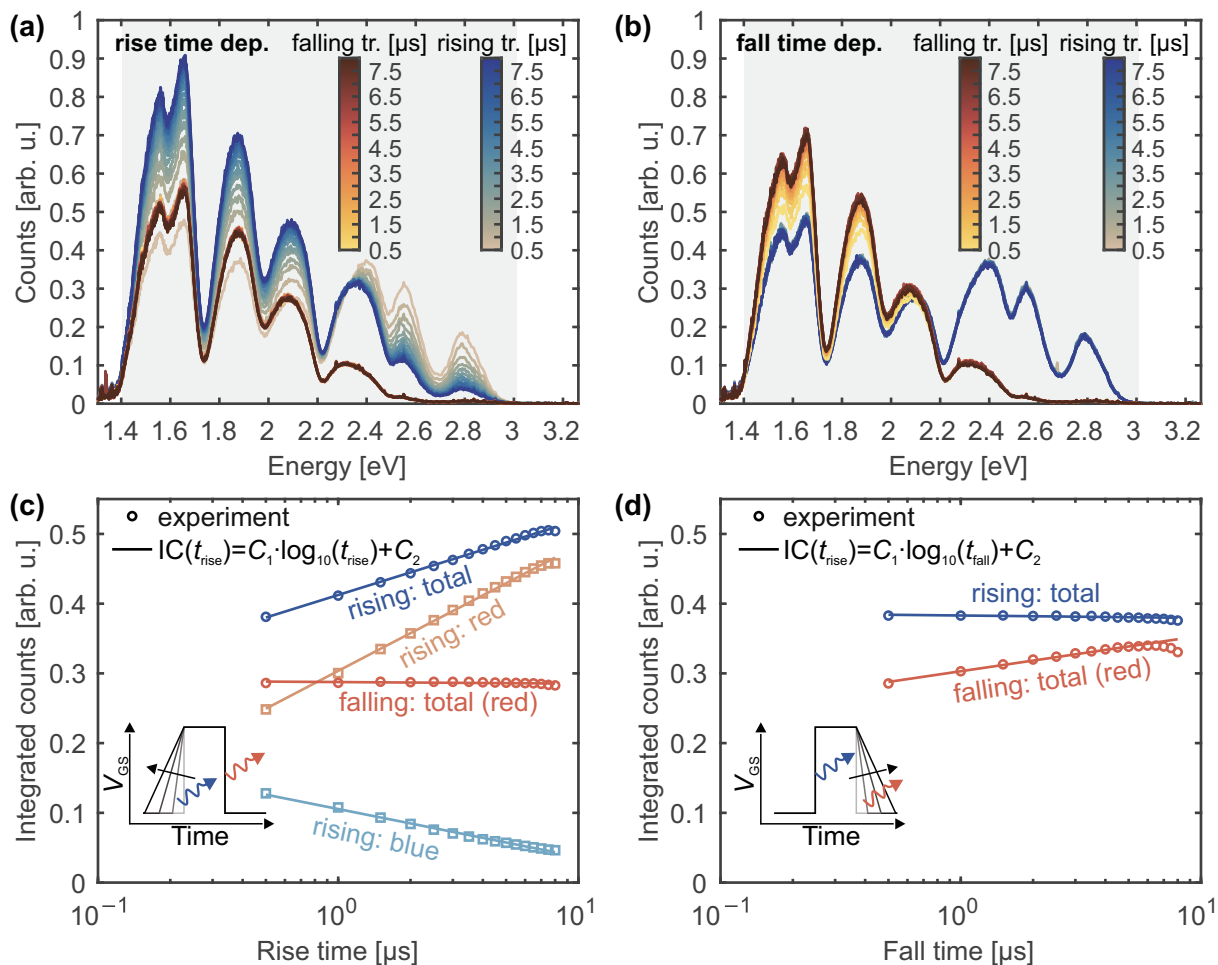 (a)
rise time dep.
falling tr. [µs]
rising tr. [µs]
7.5
6.5
5.5
4.5
3.5
2.5
1.5
0.5
7.5
6.5
5.5
4.5
3.5
2.5
1.5
0.5
Counts [arb. u.]
1
0.9
0.8
0.7
0.6
0.5
0.4
0.3
0.2
0.1
0
1.4 1.6 1.8 2 2.2 2.4 2.6 2.8 3 3.2
Energy [eV]
(b)
fall time dep.
falling tr. [µs]
rising tr. [µs]
7.5
6.5
5.5
4.5
3.5
2.5
1.5
0.5
7.5
6.5
5.5
4.5
3.5
2.5
1.5
0.5
Counts [arb. u.]
1
0.9
0.8
0.7
0.6
0.5
0.4
0.3
0.2
0.1
0
1.4 1.6 1.8 2 2.2 2.4 2.6 2.8 3 3.2
Energy [eV]
(c)
experiment
IC(t_rise)=C₁·log₁₀(t_rise)+C₂
rising: total
rising: red
falling: total (red)
rising: blue
V_GS
Time
Integrated counts [arb. u.]
0.5
0.4
0.3
0.2
0.1
0
10⁻¹ 10⁰ 10¹
Rise time [µs]
(d)
experiment
IC(t_rise)=C₁·log₁₀(t_fall)+C₂
rising: total
falling: total (red)
V_GS
Time
Integrated counts [arb. u.]
0.5
0.4
0.3
0.2
0.1
0
10⁻¹ 10⁰ 10¹
Fall time [µs]